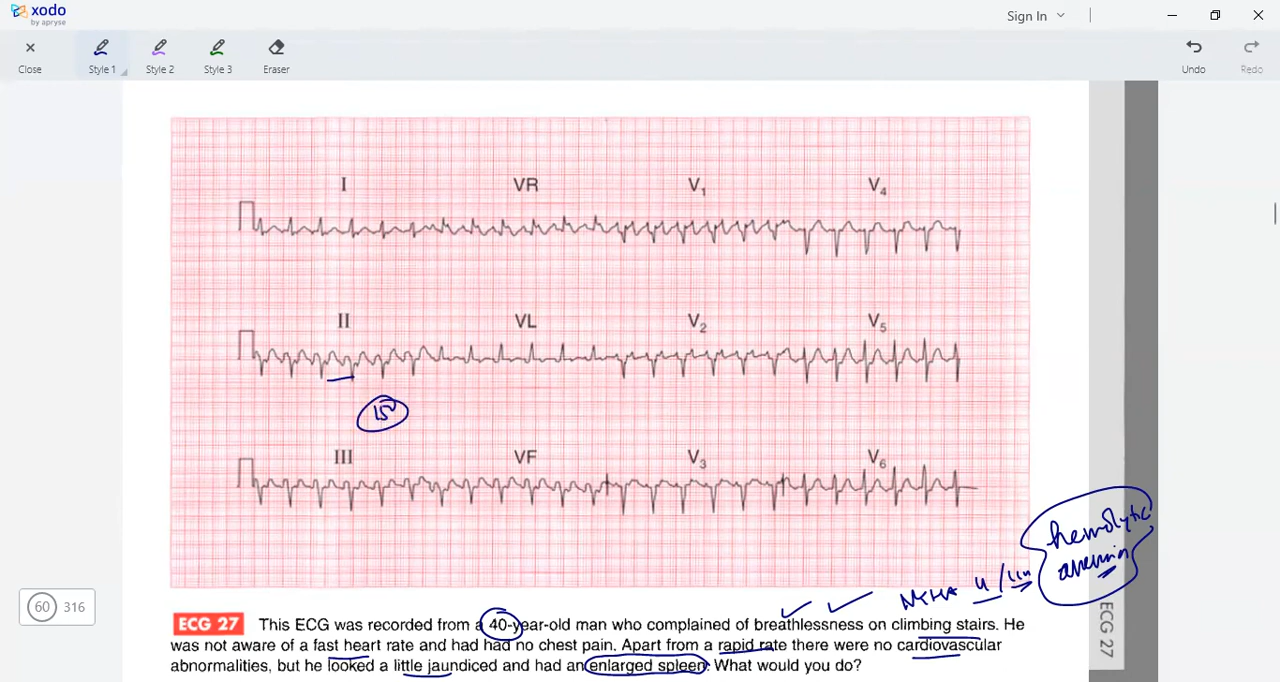 xodo
by apryse
Sign In
Close
Style 1
Style 2
Style 3
Eraser
Undo
Redo
I
VR
V1
V4
II
VL
V2
V5
150
III
VF
V3
V6
hemolytic
anemia
NYHA II / III
60 316
ECG 27
ECG 27 This ECG was recorded from a 40-year-old man who complained of breathlessness on climbing stairs. He
was not aware of a fast heart rate and had had no chest pain. Apart from a rapid rate there were no cardiovascular
abnormalities, but he looked a little jaundiced and had an enlarged spleen. What would you do?